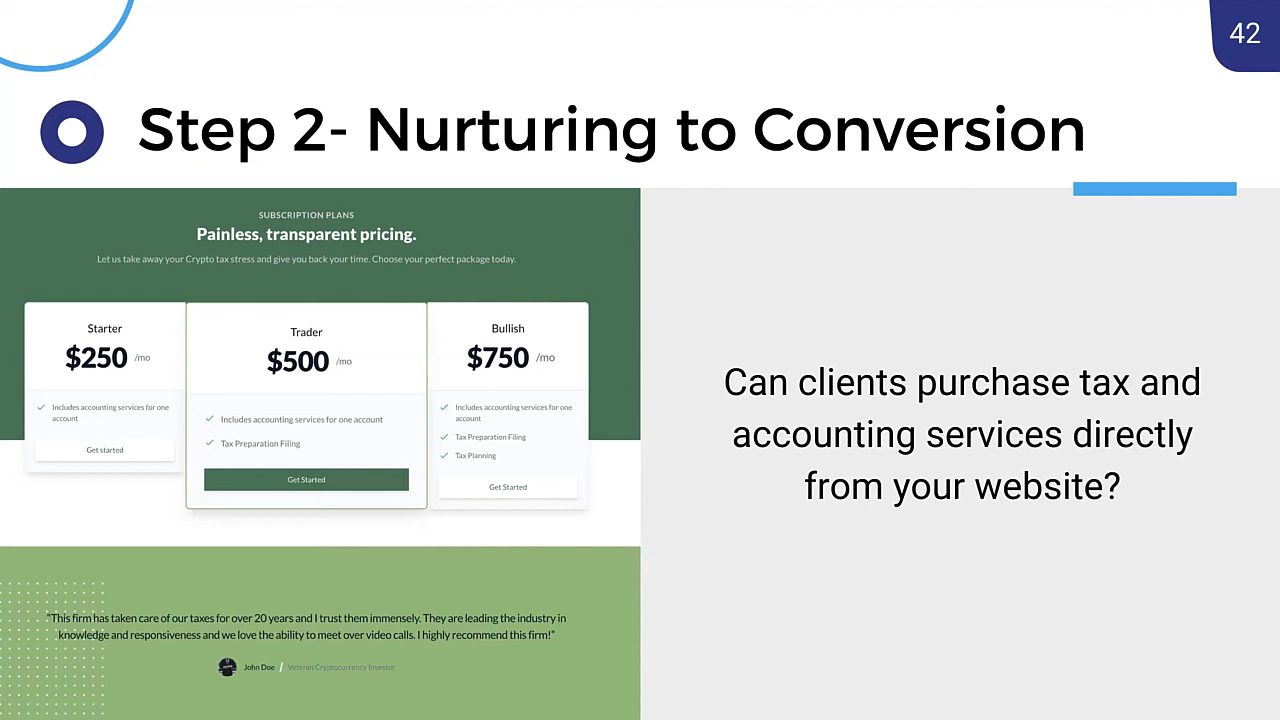 42
Step 2- Nurturing to Conversion
SUBSCRIPTION PLANS
Painless, transparent pricing.
Let us take away your Crypto tax stress and give you back your time. Choose your perfect package today.
Starter
$250 /mo
Includes accounting services for one
account
Get started
Trader
$500 /mo
Includes accounting services for one account
Tax Preparation Filing
Get Started
Bullish
$750 /mo
Includes accounting services for one
account
Tax Preparation Filing
Tax Planning
Get Started
"This firm has taken care of our taxes for over 20 years and I trust them immensely. They are leading the industry in
knowledge and responsiveness and we love the ability to meet over video calls. I highly recommend this firm!"
John Doe / Veteran Cryptocurrency Investor
Can clients purchase tax and
accounting services directly
from your website?